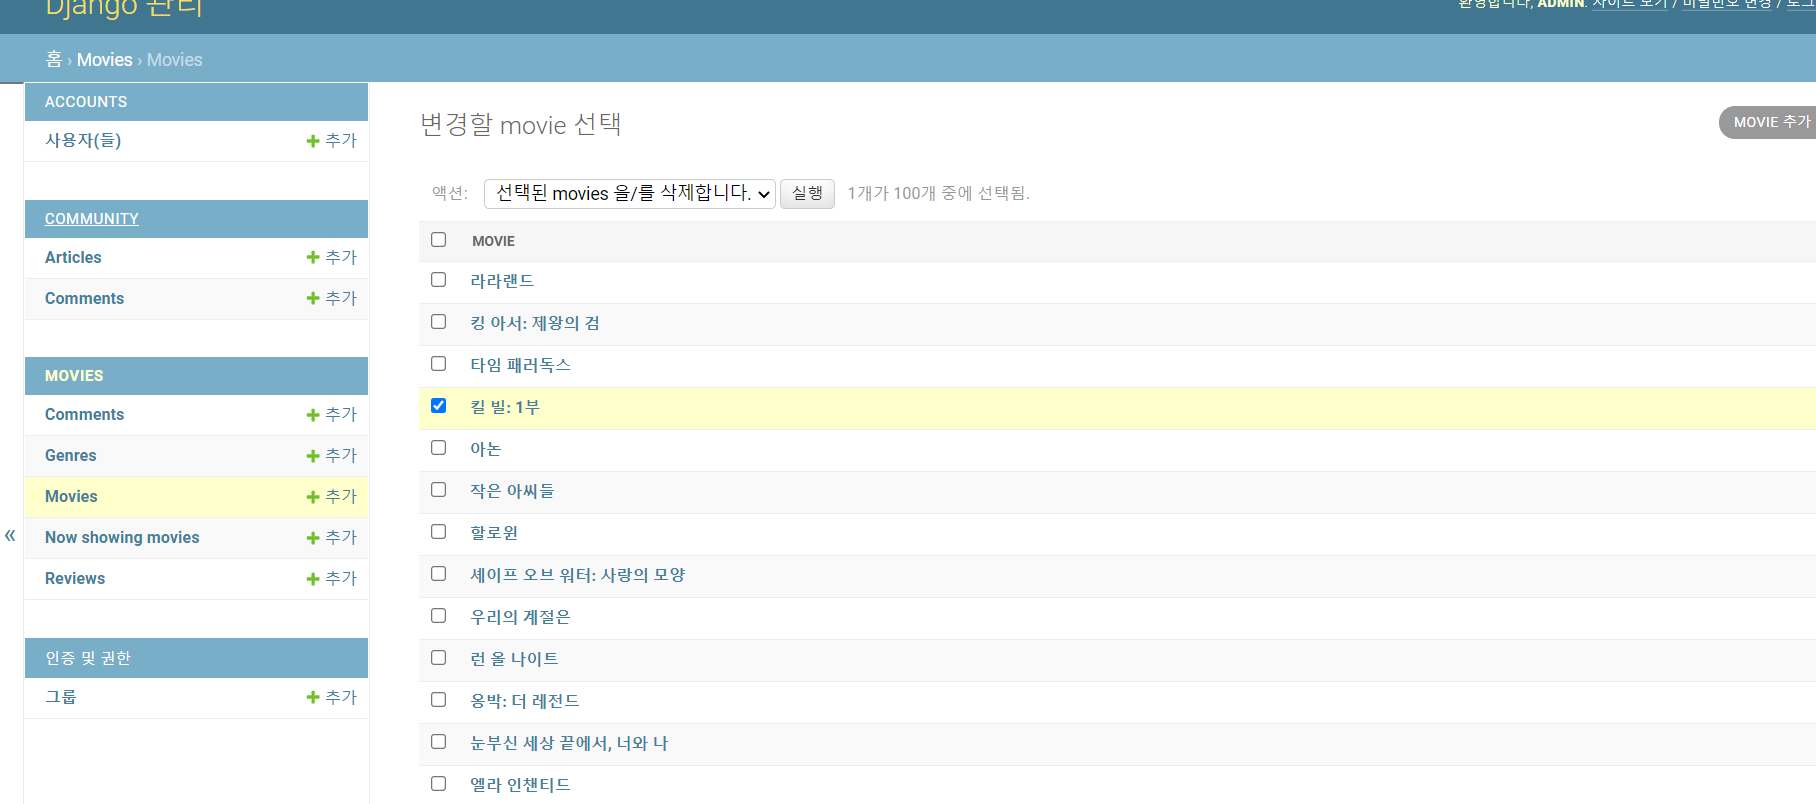 Django 관리
환영합니다, ADMIN. 사이트 보기 / 비밀번호 변경 / 로그
홈 › Movies › Movies
ACCOUNTS
사용자(들) 추가
COMMUNITY
Articles 추가
Comments 추가
MOVIES
Comments 추가
Genres 추가
Movies 추가
Now showing movies 추가
Reviews 추가
인증 및 권한
그룹 추가
«
변경할 movie 선택
MOVIE 추가
액션: 선택된 movies 을/를 삭제합니다. 실행 1개가 100개 중에 선택됨.
MOVIE
라라랜드
킹 아서: 제왕의 검
타임 패러독스
킬 빌: 1부
아논
작은 아씨들
할로윈
셰이프 오브 워터: 사랑의 모양
우리의 계절은
런 올 나이트
옹박: 더 레전드
눈부신 세상 끝에서, 너와 나
엘라 인챈티드